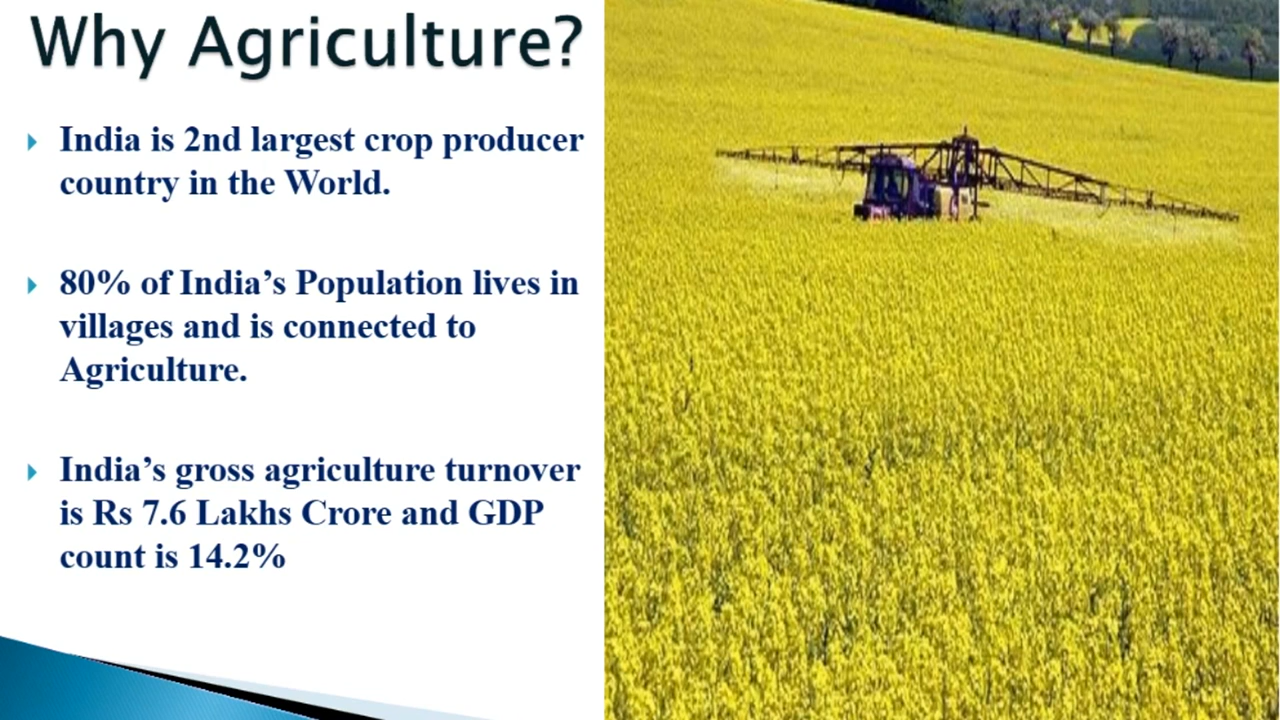 Why Agriculture?
India is 2nd largest crop producer
country in the World.
80% of India’s Population lives in
villages and is connected to
Agriculture.
India’s gross agriculture turnover
is Rs 7.6 Lakhs Crore and GDP
count is 14.2%